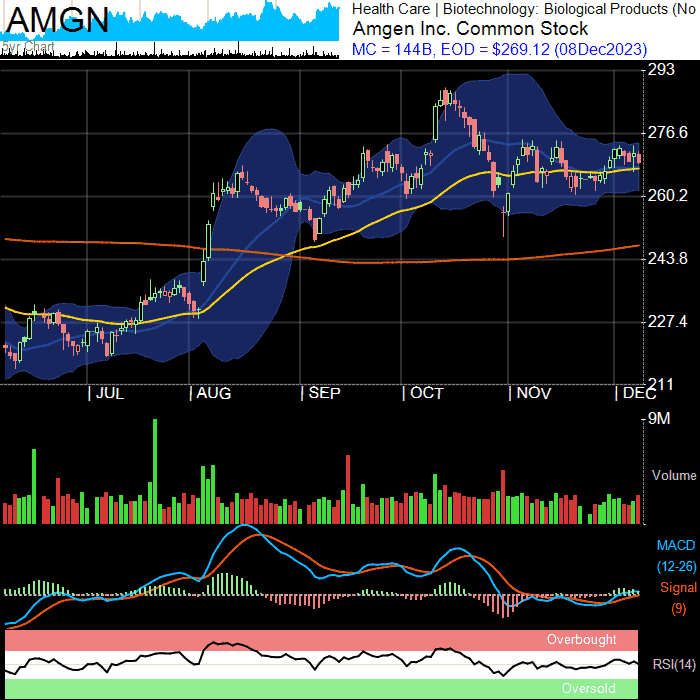 AMGN
5yr Chart
Health Care | Biotechnology: Biological Products (No
Amgen Inc. Common Stock
MC = 144B, EOD = $269.12 (08Dec2023)
293
276.6
260.2
243.8
227.4
211
| JUL
| AUG
| SEP
| OCT
| NOV
| DEC
9M
Volume
MACD
(12-26)
Signal
(9)
Overbought
RSI(14)
Oversold